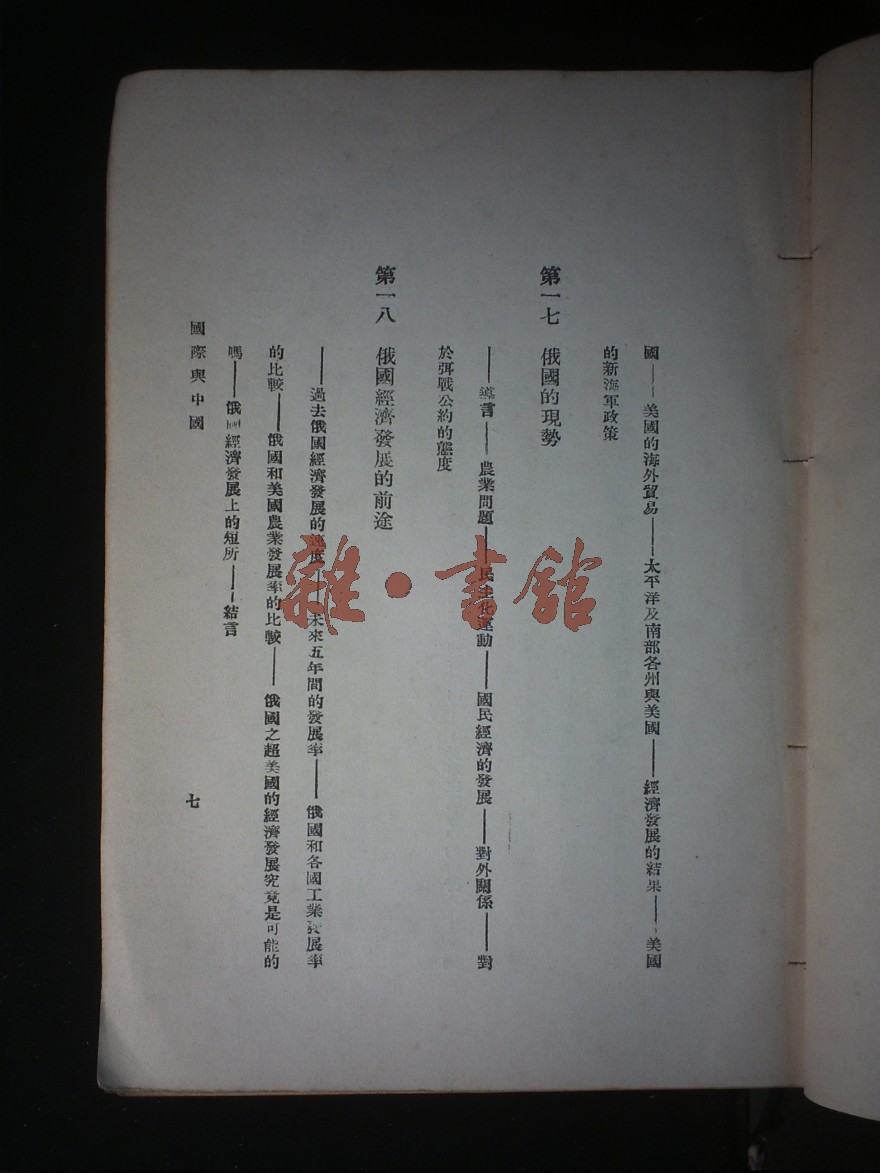 國——美國的海外貿易——太平洋及南部各州與美國——經濟發展的結果——美國
的新海軍政策
第一七 俄國的現勢
——導言——農業問題——民主化運動——國民經濟的發展——對外關係——對
於弭戰公約的態度
第一八 俄國經濟發展的前途
——過去俄國經濟發展的速度——未來五年間的發展率——俄國和各國工業發展率
的比較——俄國和美國農業發展率的比較——俄國之超美國的經濟發展究竟是可能的
嗎——俄國經濟發展上的短所——結言
國際與中國
七
雜·書館